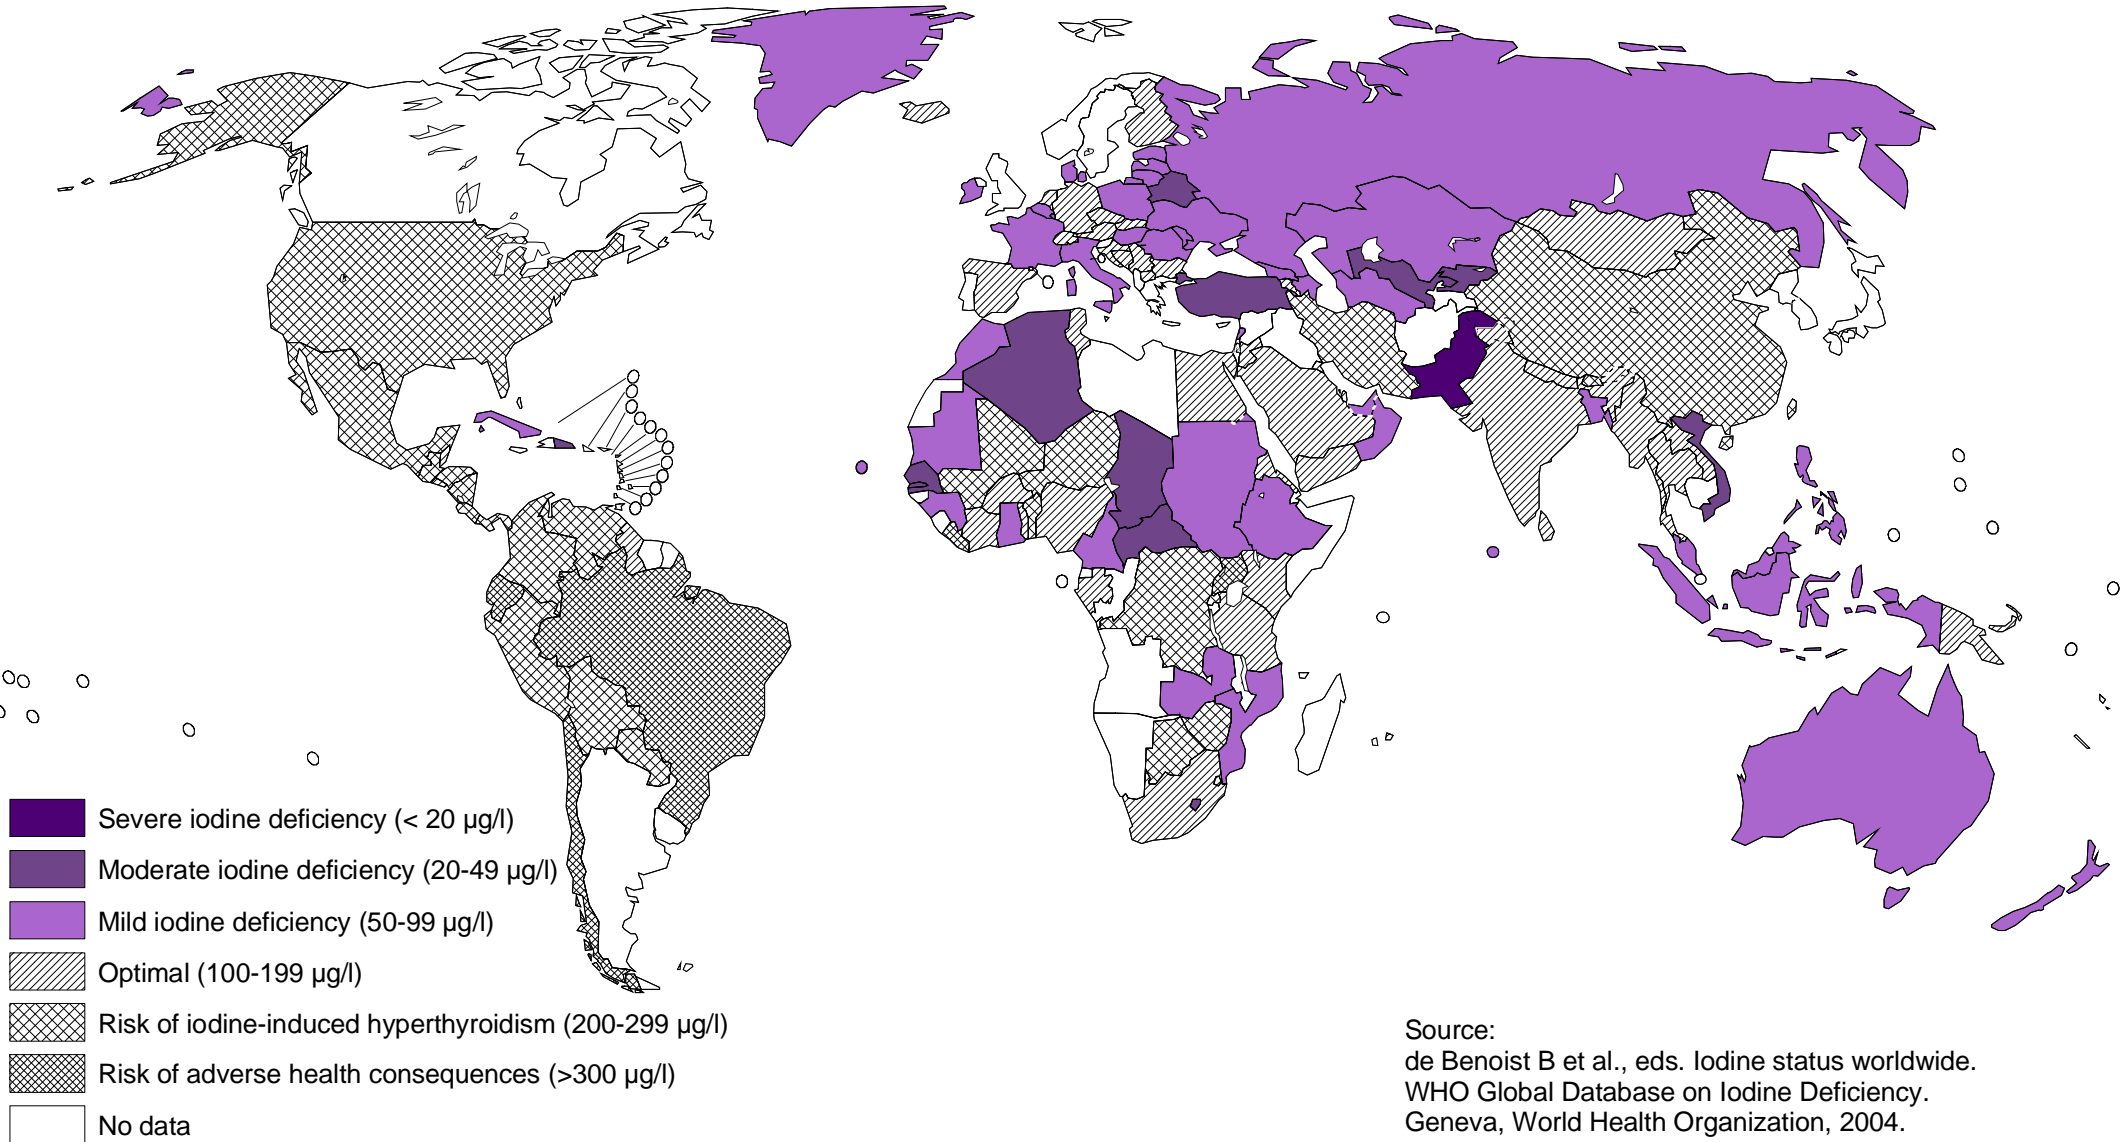 Severe iodine deficiency (< 20 µg/l)
Moderate iodine deficiency (20-49 µg/l)
Mild iodine deficiency (50-99 µg/l)
Optimal (100-199 µg/l)
Risk of iodine-induced hyperthyroidism (200-299 µg/l)
Risk of adverse health consequences (>300 µg/l)
No data
Source:
de Benoist B et al., eds. Iodine status worldwide.
WHO Global Database on Iodine Deficiency.
Geneva, World Health Organization, 2004.